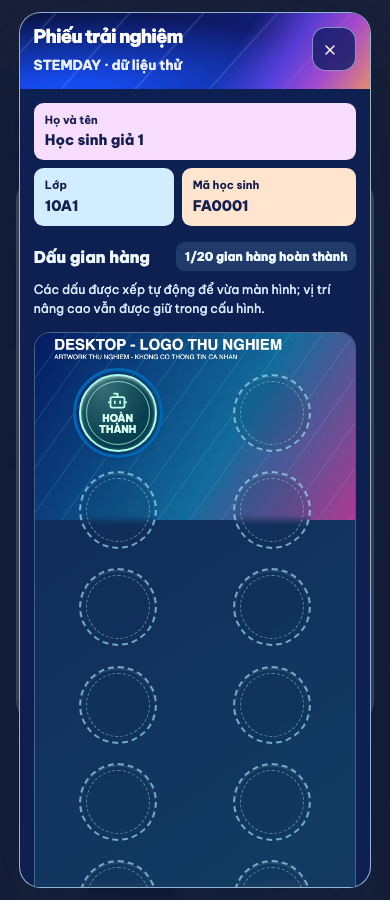 Phiếu trải nghiệm
STEMDAY · dữ liệu thử
×
Họ và tên
Học sinh giả 1
Lớp
10A1
Mã học sinh
FA0001
Dấu gian hàng
1/20 gian hàng hoàn thành
Các dấu được xếp tự động để vừa màn hình; vị trí
nâng cao vẫn được giữ trong cấu hình.
DESKTOP - LOGO THU NGHIEM
ARTWORK THU NGHIEM - KHONG CO THONG TIN CA NHAN
HOÀN
THÀNH